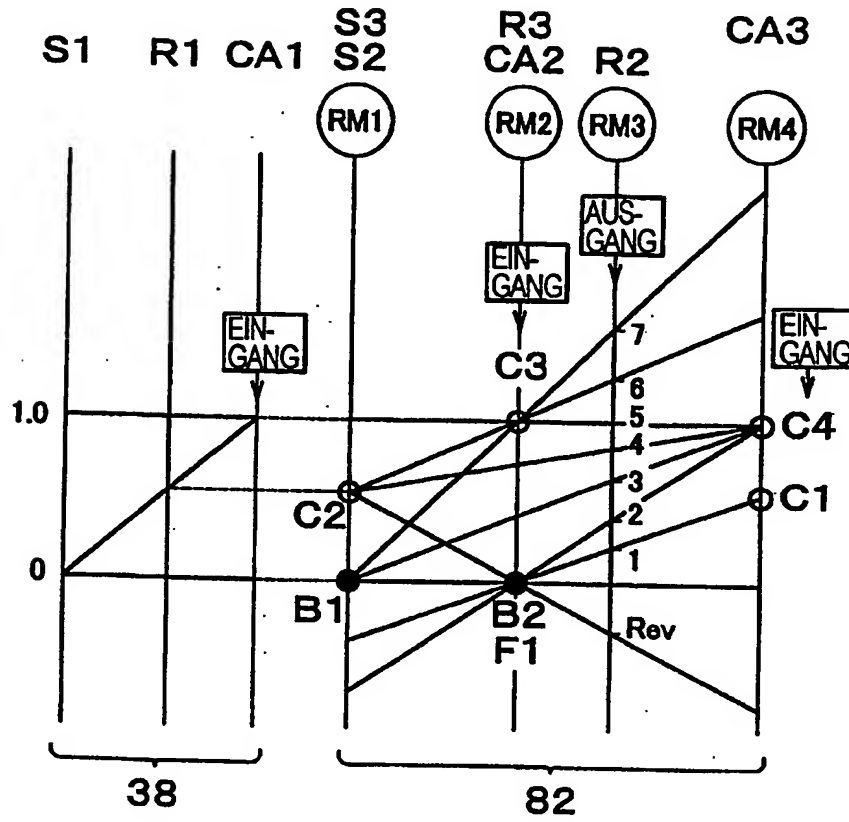 S1
R1
CA1
S3
S2
R3
CA2
R2
CA3
RM1
RM2
RM3
RM4
AUS-
GANG
EIN-
GANG
EIN-
GANG
EIN-
GANG
7
6
5
4
3
2
1
Rev
1.0
0
C3
C4
C1
C2
B1
B2
F1
38
82